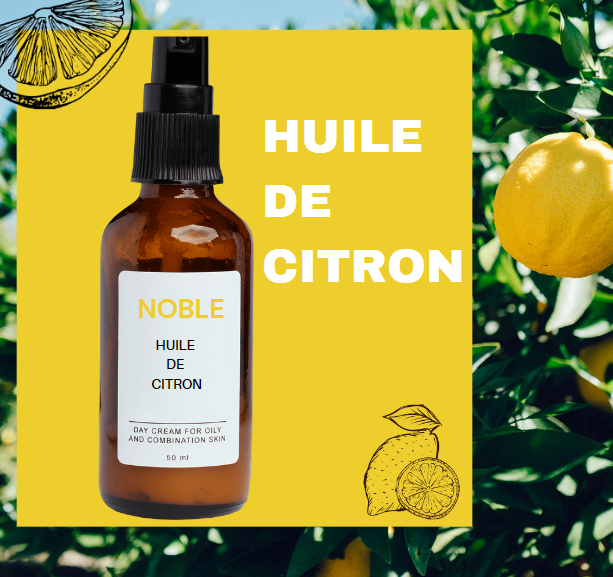 HUILE
DE
CITRON
NOBLE
HUILE
DE
CITRON
DAY CREAM FOR OILY
AND COMBINATION SKIN
50 ml